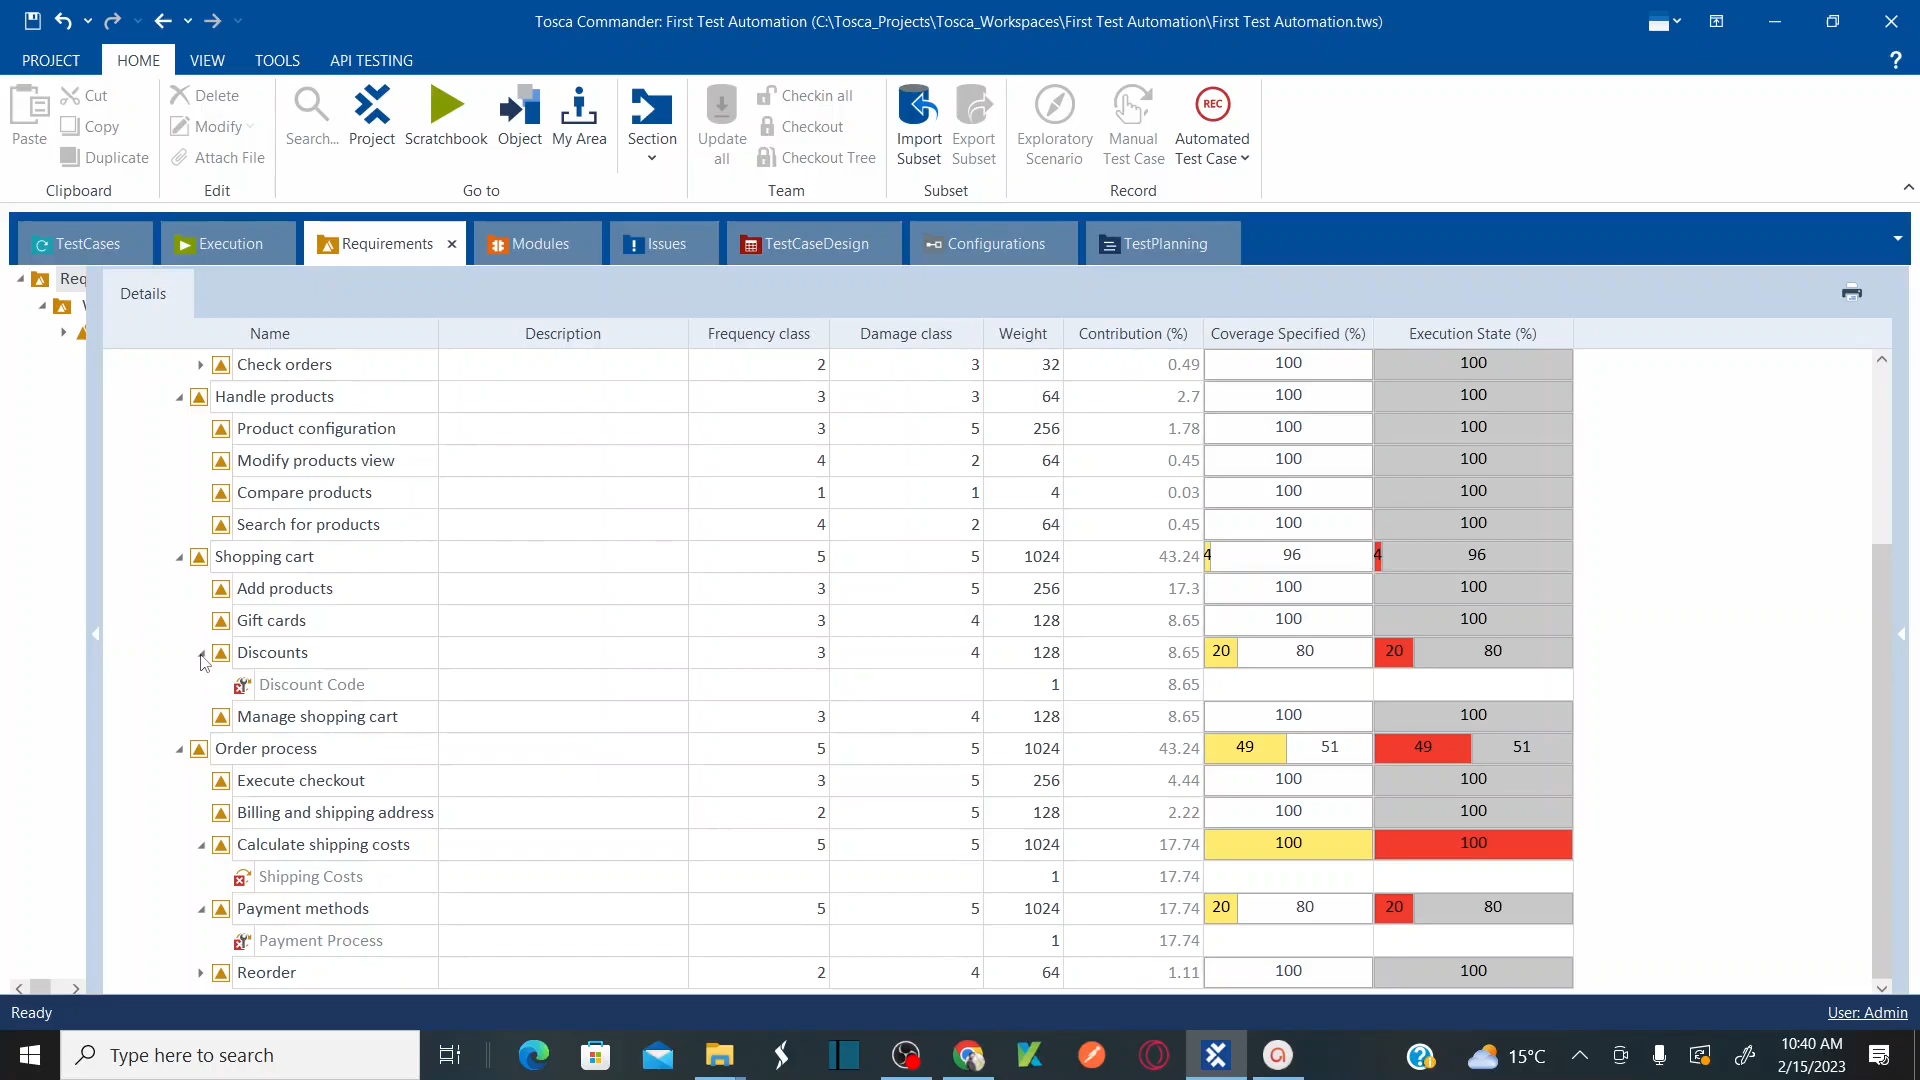 Tosca Commander: First Test Automation (C:\Tosca_Projects\Tosca_Workspaces\First Test Automation\First Test Automation.tws)
PROJECT HOME VIEW TOOLS API TESTING ?
Paste Cut Copy Duplicate
Clipboard
Delete Modify Attach File
Edit
Search... Project Scratchbook Object My Area Section
Go to
Update all Checkin all Checkout Checkout Tree
Team
Import Subset Export Subset
Subset
Exploratory Scenario Manual Test Case REC Automated Test Case
Record
TestCases Execution Requirements Modules Issues TestCaseDesign Configurations TestPlanning
Req
Details
Name Description Frequency class Damage class Weight Contribution (%) Coverage Specified (%) Execution State (%)
Check orders 2 3 32 0.49 100 100
Handle products 3 3 64 2.7 100 100
Product configuration 3 5 256 1.78 100 100
Modify products view 4 2 64 0.45 100 100
Compare products 1 1 4 0.03 100 100
Search for products 4 2 64 0.45 100 100
Shopping cart 5 5 1024 43.24 4 96 4 96
Add products 3 5 256 17.3 100 100
Gift cards 3 4 128 8.65 100 100
Discounts 3 4 128 8.65 20 80 20 80
Discount Code 1 8.65
Manage shopping cart 3 4 128 8.65 100 100
Order process 5 5 1024 43.24 49 51 49 51
Execute checkout 3 5 256 4.44 100 100
Billing and shipping address 2 5 128 2.22 100 100
Calculate shipping costs 5 5 1024 17.74 100 100
Shipping Costs 1 17.74
Payment methods 5 5 1024 17.74 20 80 20 80
Payment Process 1 17.74
Reorder 2 4 64 1.11 100 100
Ready User: Admin
Type here to search 15°C 10:40 AM
2/15/2023